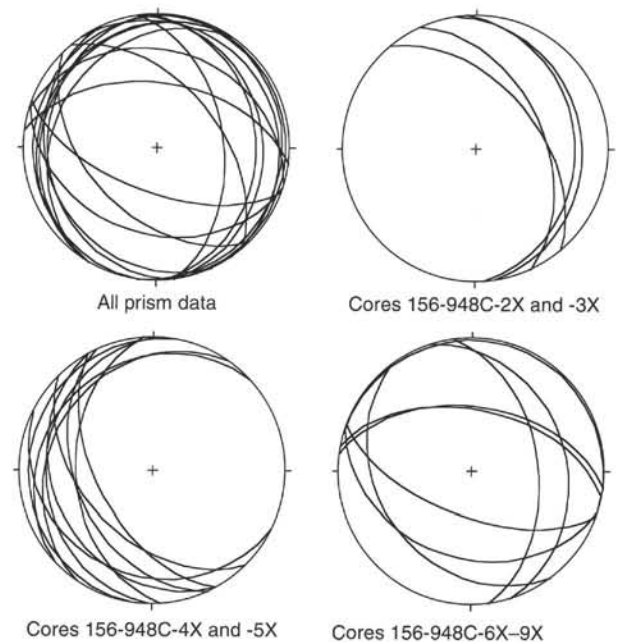 All prism data
Cores 156-948C-2X and -3X
Cores 156-948C-4X and -5X
Cores 156-948C-6X–9X